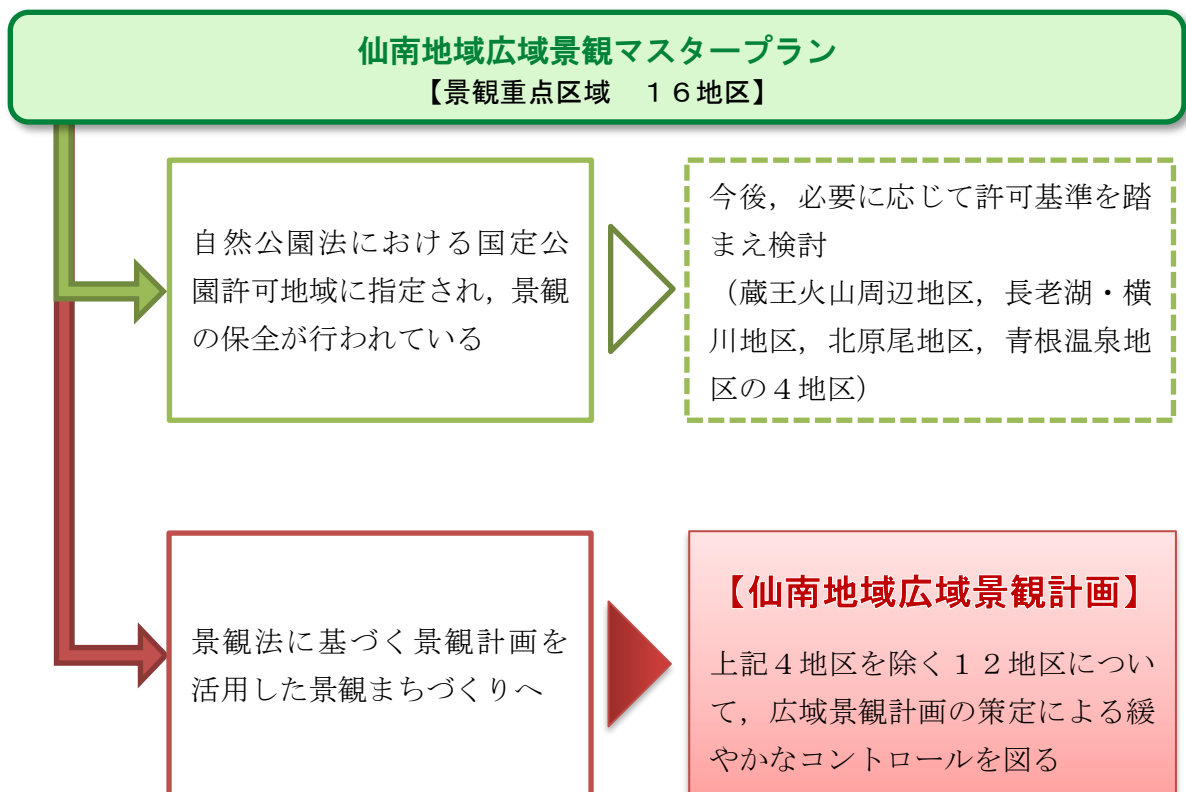 仙南地域広域景観マスタープラン
【景観重点区域　１６地区】
自然公園法における国定公
園許可地域に指定され，景観
の保全が行われている
今後，必要に応じて許可基準を踏
まえ検討
（蔵王火山周辺地区，長老湖・横
川地区，北原尾地区，青根温泉地
区の４地区）
景観法に基づく景観計画を
活用した景観まちづくりへ
【仙南地域広域景観計画】
上記４地区を除く１２地区につい
て，広域景観計画の策定による緩
やかなコントロールを図る